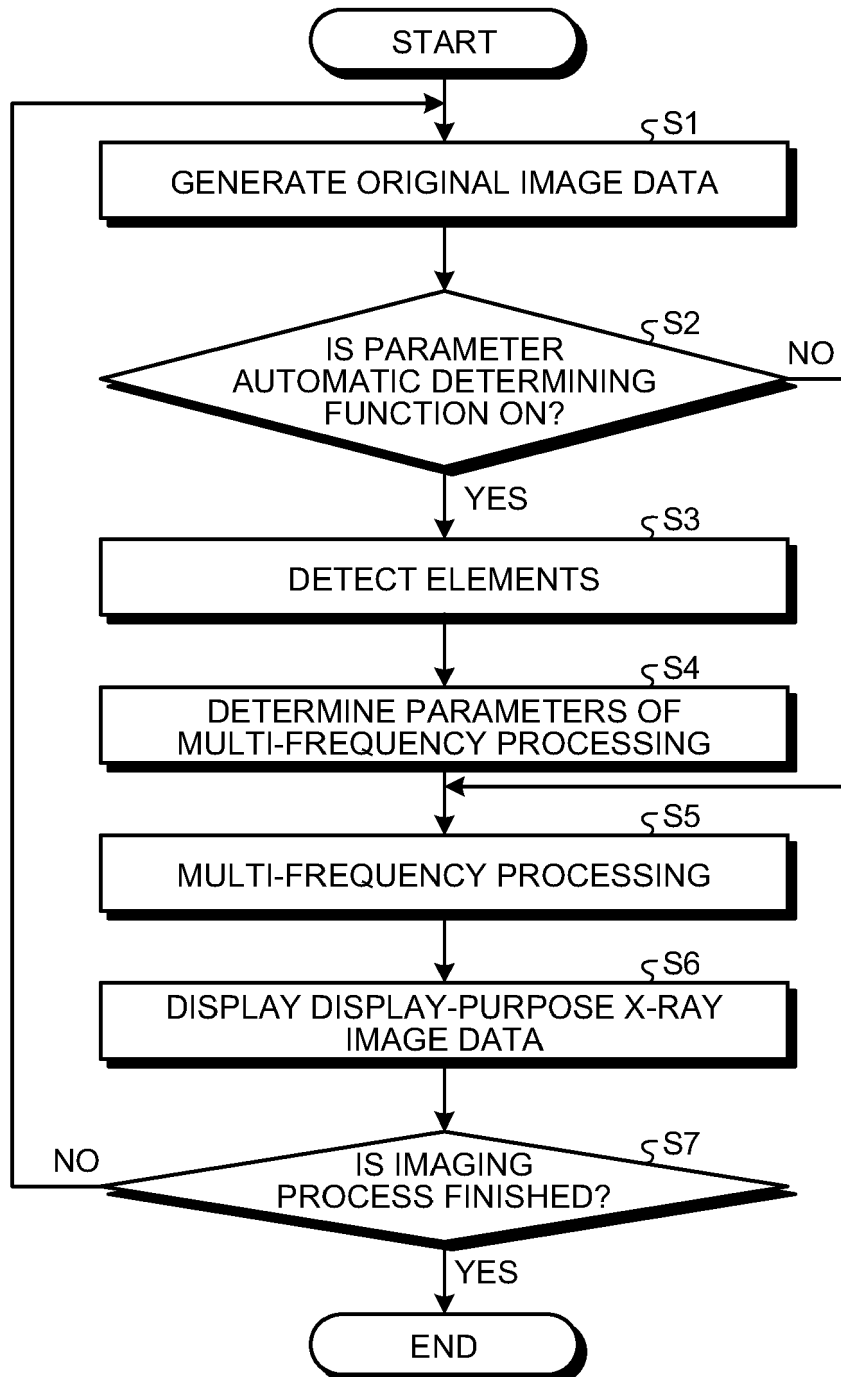 START
S1
GENERATE ORIGINAL IMAGE DATA
S2
IS PARAMETER
AUTOMATIC DETERMINING
FUNCTION ON?
NO
YES
S3
DETECT ELEMENTS
S4
DETERMINE PARAMETERS OF
MULTI-FREQUENCY PROCESSING
S5
MULTI-FREQUENCY PROCESSING
S6
DISPLAY DISPLAY-PURPOSE X-RAY
IMAGE DATA
S7
NO
IS IMAGING
PROCESS FINISHED?
YES
END